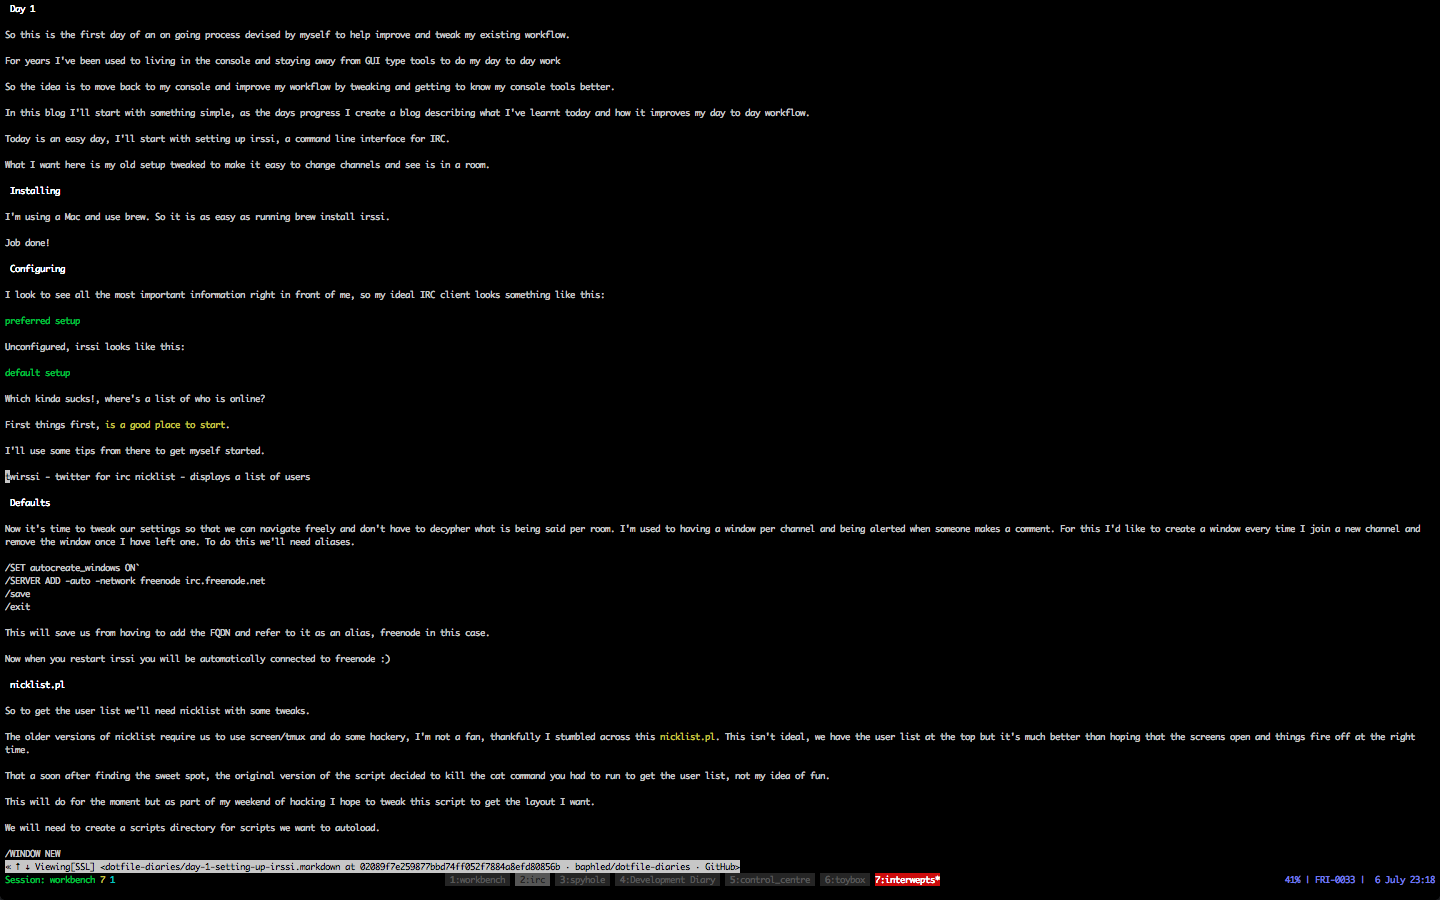 Day 1
So this is the first day of an on going process devised by myself to help improve and tweak my existing workflow.
For years I've been used to living in the console and staying away from GUI type tools to do my day to day work
So the idea is to move back to my console and improve my workflow by tweaking and getting to know my console tools better.
In this blog I'll start with something simple, as the days progress I create a blog describing what I've learnt today and how it improves my day to day workflow.
Today is an easy day, I'll start with setting up irssi, a command line interface for IRC.
What I want here is my old setup tweaked to make it easy to change channels and see is in a room.
Installing
I'm using a Mac and use brew. So it is as easy as running brew install irssi.
Job done!
Configuring
I look to see all the most important information right in front of me, so my ideal IRC client looks something like this:
preferred setup
Unconfigured, irssi looks like this:
default setup
Which kinda sucks!, where's a list of who is online?
First things first, is a good place to start.
I'll use some tips from there to get myself started.
twirssi - twitter for irc nicklist - displays a list of users
Defaults
Now it's time to tweak our settings so that we can navigate freely and don't have to decypher what is being said per room. I'm used to having a window per channel and being alerted when someone makes a comment. For this I'd like to create a window every time I join a new channel and
remove the window once I have left one. To do this we'll need aliases.
/SET autocreate_windows ON`
/SERVER ADD -auto -network freenode irc.freenode.net
/save
/exit
This will save us from having to add the FQDN and refer to it as an alias, freenode in this case.
Now when you restart irssi you will be automatically connected to freenode :)
nicklist.pl
So to get the user list we'll need nicklist with some tweaks.
The older versions of nicklist require us to use screen/tmux and do some hackery, I'm not a fan, thankfully I stumbled across this nicklist.pl. This isn't ideal, we have the user list at the top but it's much better than hoping that the screens open and things fire off at the right
time.
That a soon after finding the sweet spot, the original version of the script decided to kill the cat command you had to run to get the user list, not my idea of fun.
This will do for the moment but as part of my weekend of hacking I hope to tweak this script to get the layout I want.
We will need to create a scripts directory for scripts we want to autoload.
/WINDOW NEW
« ↑ ↓ Viewing[SSL] <dotfile-diaries/day-1-setting-up-irssi.markdown at 02089f7e259877bbd74ff052f7884a8efd80856b · baphled/dotfile-diaries · GitHub>
Session: workbench 7 1 1:workbench 2:irc 3:spyhole 4:Development Diary 5:control_centre 6:toybox 7:interwepts* 41% | FRI-0033 | 6 July 23:18